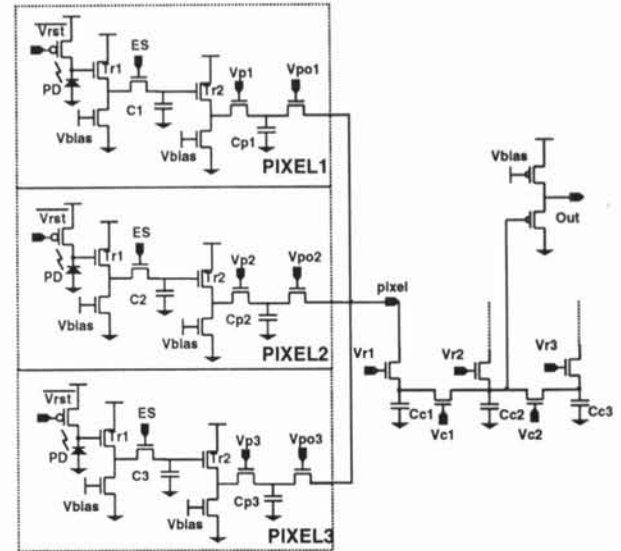 Vrst
Tr1
ES
Tr2
Vp1
Vpo1
PD
C1
Cp1
Vbias
Vbias
PIXEL1
Vrst
Tr1
ES
Tr2
Vp2
Vpo2
PD
C2
Cp2
Vbias
Vbias
PIXEL2
Vrst
Tr1
ES
Tr2
Vp3
Vpo3
PD
C3
Cp3
Vbias
Vbias
PIXEL3
Vbias
Out
pixel
Vr1
Vr2
Vr3
Cc1
Cc2
Cc3
Vc1
Vc2